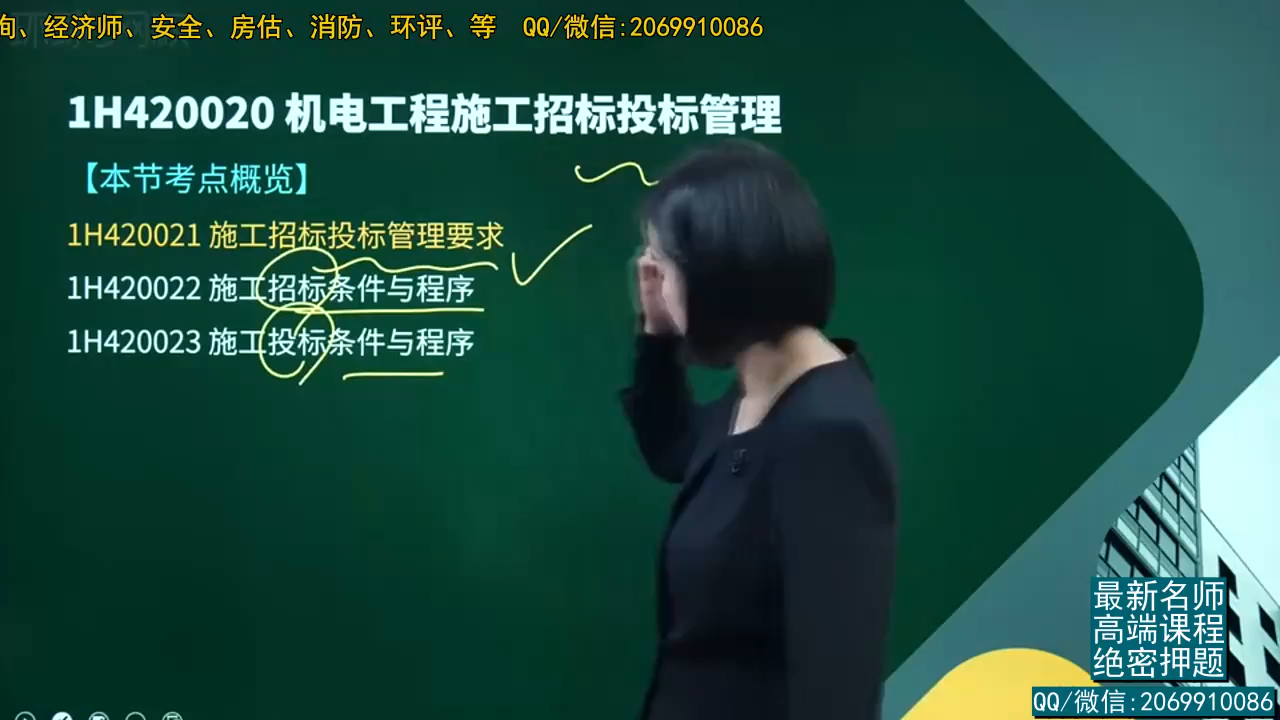 、经济师、安全、房估、消防、环评、等 QQ/微信:2069910086
1H420020 机电工程施工招标投标管理
【本节考点概览】
1H420021 施工招标投标管理要求
1H420022 施工招标条件与程序
1H420023 施工投标条件与程序
最新名师
高端课程
绝密押题
QQ/微信:2069910086